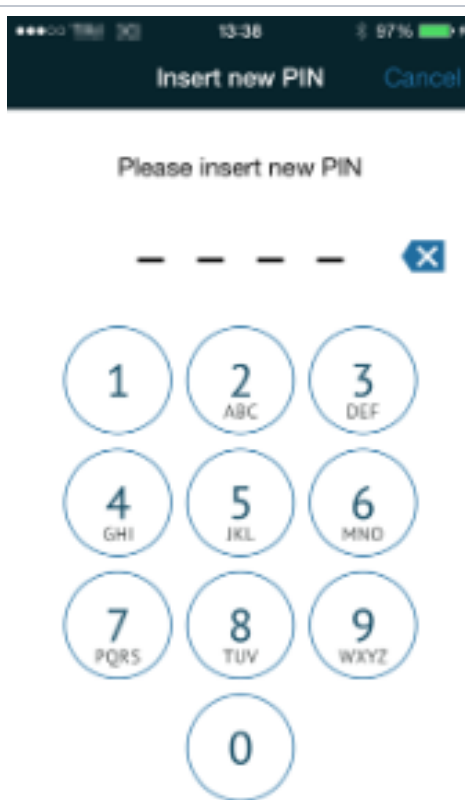 13:38 97%
Insert new PIN Cancel
Please insert new PIN
1 2 3
ABC DEF
4 5 6
GHI JKL MNO
7 8 9
PQRS TUV WXYZ
0